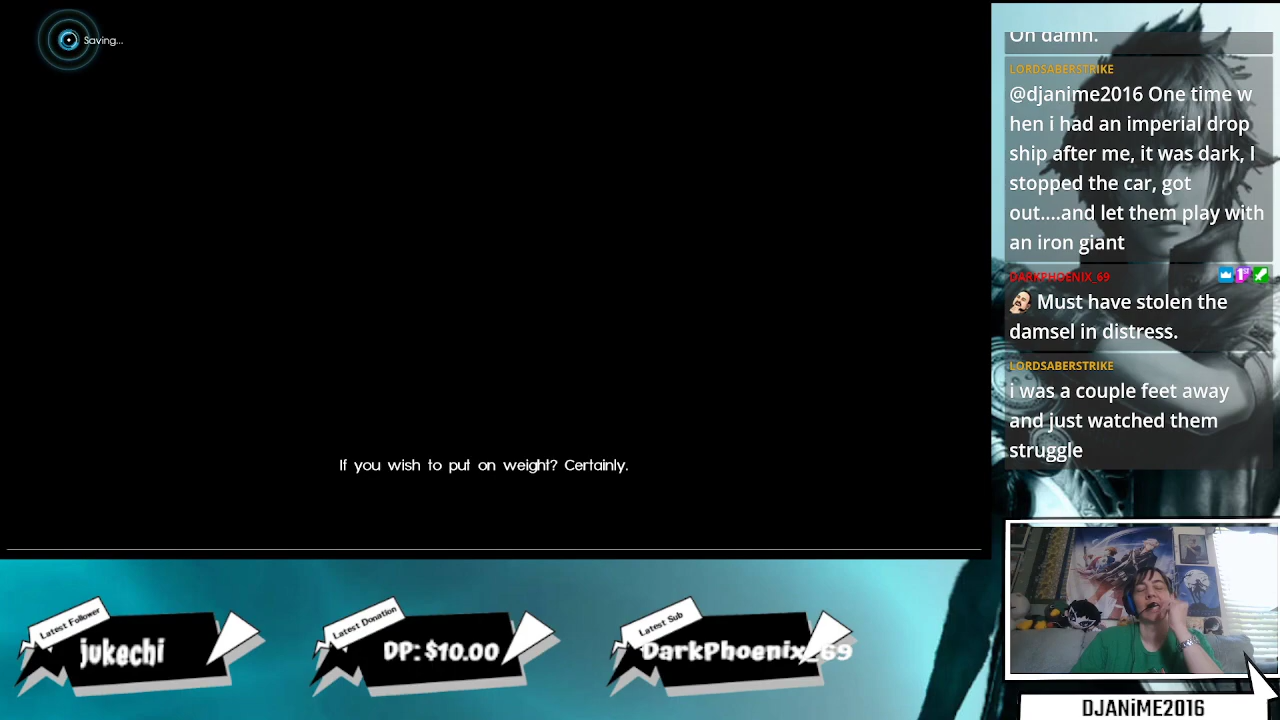 Saving...
If you wish to put on weight? Certainly.
Oh damn.
LORDSABERSTRIKE
@djanime2016 One time w
hen i had an imperial drop
ship after me, it was dark, I
stopped the car, got
out....and let them play with
an iron giant
DARKPHOENIX_69
Must have stolen the
damsel in distress.
LORDSABERSTRIKE
i was a couple feet away
and just watched them
struggle
Latest Follower
jukechi
Latest Donation
DP: $10.00
Latest Sub
DarkPhoenix_69
DJANiME2016